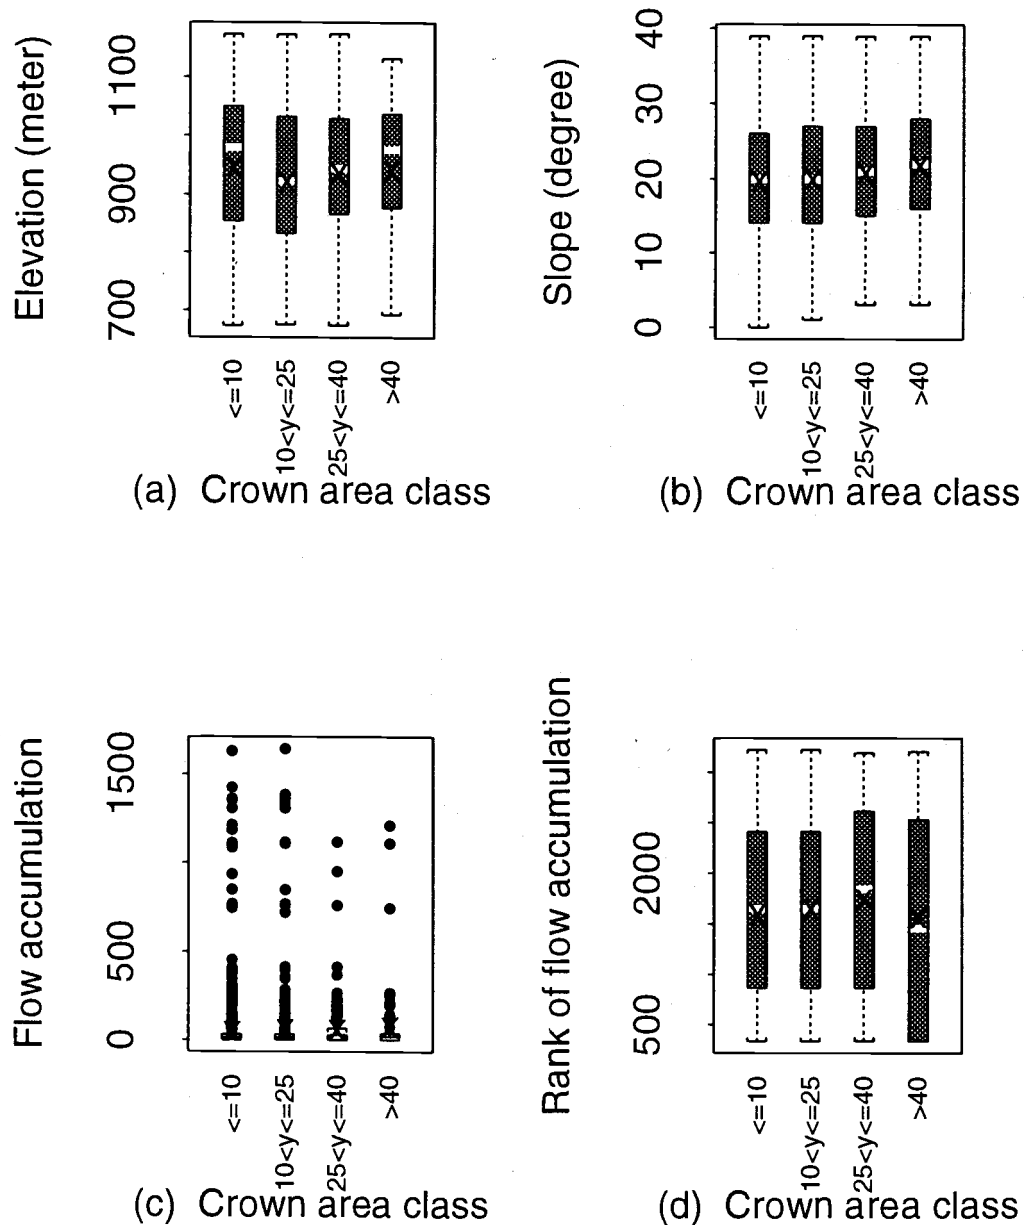 Elevation (meter)
1100
900
700
<=10
10<y<=25
25<y<=40
>40
(a) Crown area class
Slope (degree)
40
30
20
10
0
<=10
10<y<=25
25<y<=40
>40
(b) Crown area class
Flow accumulation
1500
500
0
<=10
10<y<=25
25<y<=40
>40
(c) Crown area class
Rank of flow accumulation
2000
500
<=10
10<y<=25
25<y<=40
>40
(d) Crown area class